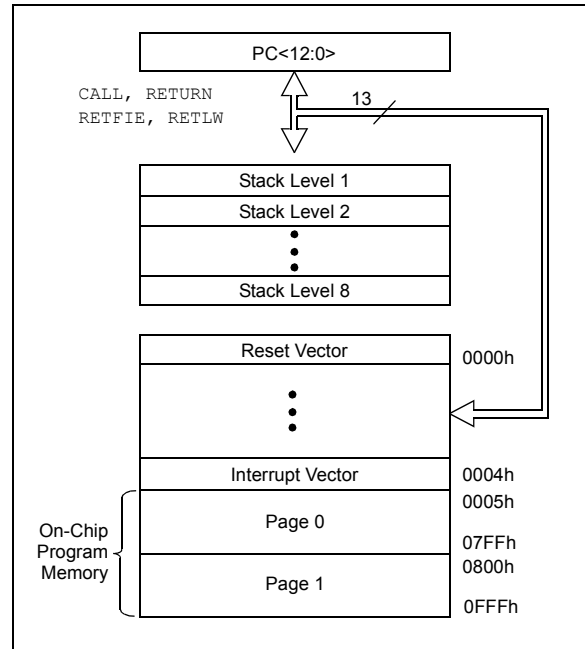 PC<12:0>
CALL, RETURN
RETFIE, RETLW
13
Stack Level 1
Stack Level 2
Stack Level 8
Reset Vector
0000h
Interrupt Vector
0004h
0005h
On-Chip
Program
Memory
Page 0
07FFh
0800h
Page 1
0FFFh